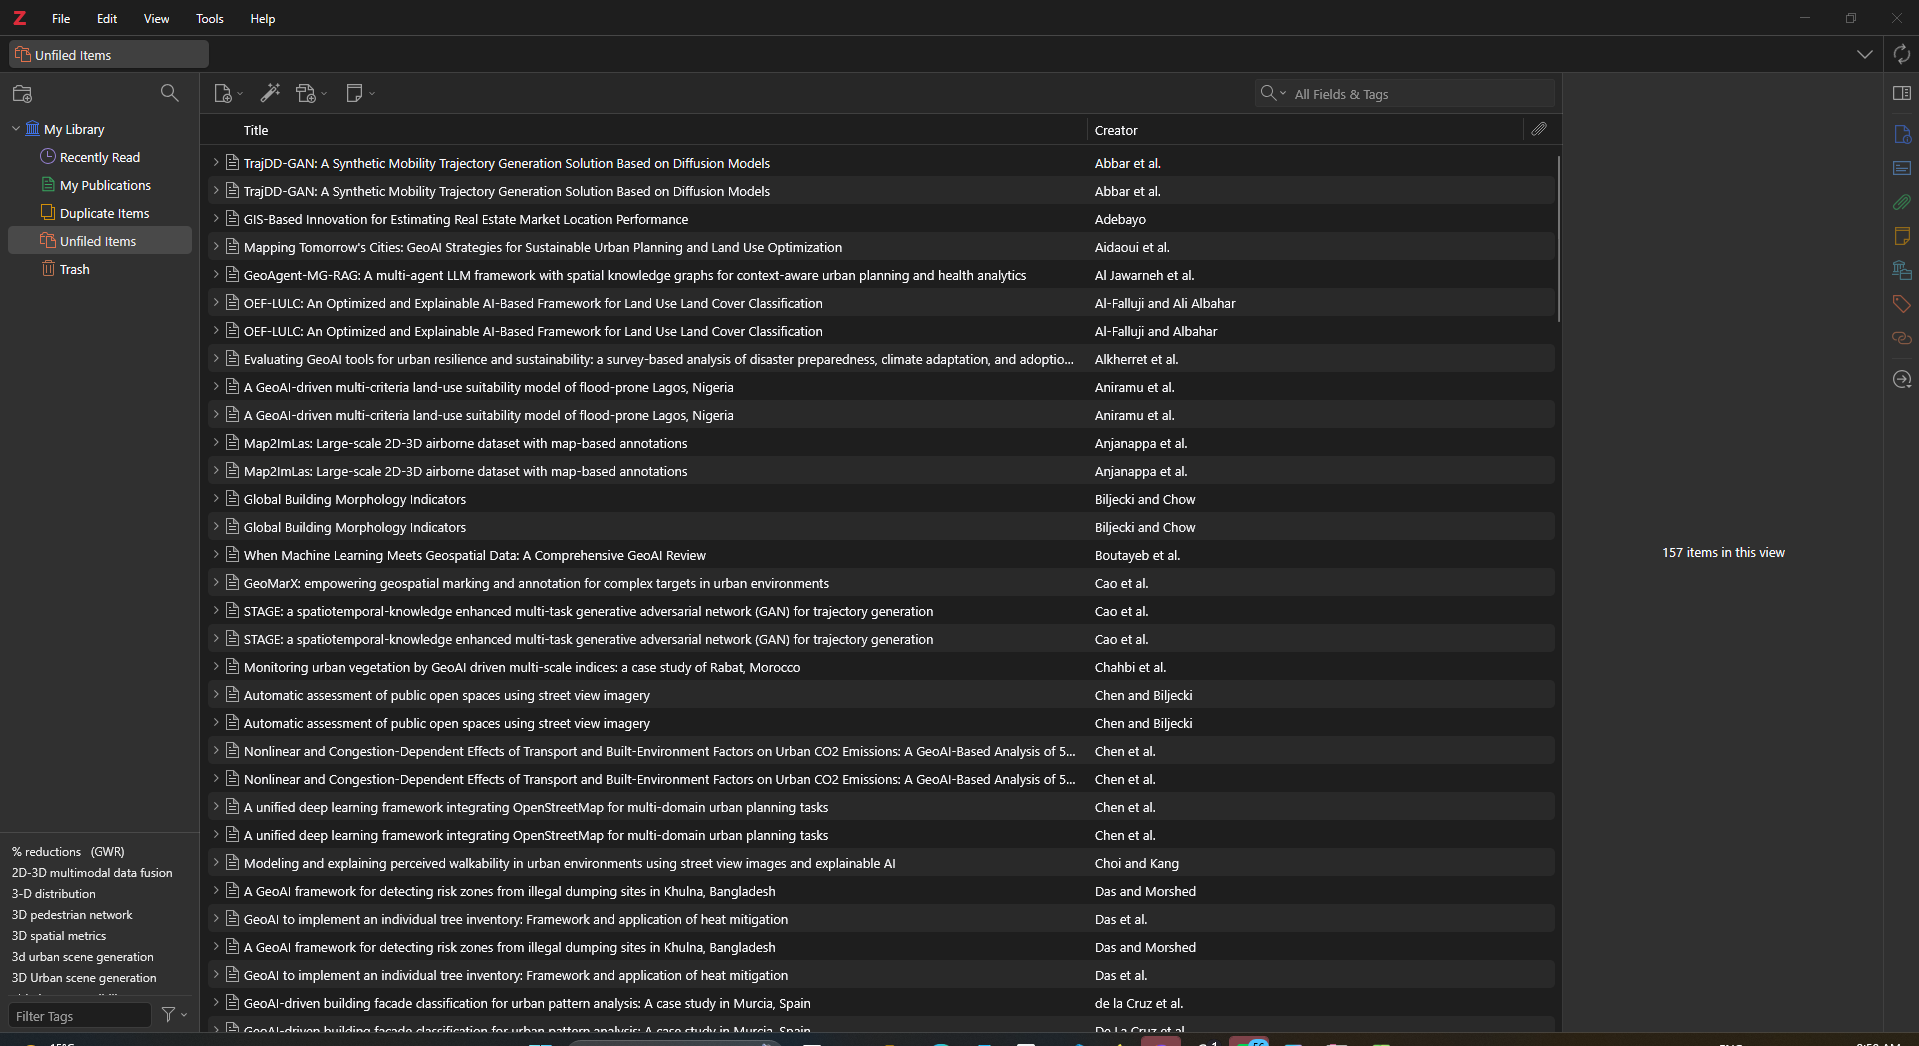 Z File Edit View Tools Help
Unfiled Items
All Fields & Tags
My Library
Recently Read
My Publications
Duplicate Items
Unfiled Items
Trash
Title Creator
TrajDD-GAN: A Synthetic Mobility Trajectory Generation Solution Based on Diffusion Models Abbar et al.
TrajDD-GAN: A Synthetic Mobility Trajectory Generation Solution Based on Diffusion Models Abbar et al.
GIS-Based Innovation for Estimating Real Estate Market Location Performance Adebayo
Mapping Tomorrow's Cities: GeoAI Strategies for Sustainable Urban Planning and Land Use Optimization Aidaoui et al.
GeoAgent-MG-RAG: A multi-agent LLM framework with spatial knowledge graphs for context-aware urban planning and health analytics Al Jawarneh et al.
OEF-LULC: An Optimized and Explainable AI-Based Framework for Land Use Land Cover Classification Al-Falluji and Ali Albahar
OEF-LULC: An Optimized and Explainable AI-Based Framework for Land Use Land Cover Classification Al-Falluji and Albahar
Evaluating GeoAI tools for urban resilience and sustainability: a survey-based analysis of disaster preparedness, climate adaptation, and adoptio... Alkherret et al.
A GeoAI-driven multi-criteria land-use suitability model of flood-prone Lagos, Nigeria Aniramu et al.
A GeoAI-driven multi-criteria land-use suitability model of flood-prone Lagos, Nigeria Aniramu et al.
Map2ImLas: Large-scale 2D-3D airborne dataset with map-based annotations Anjanappa et al.
Map2ImLas: Large-scale 2D-3D airborne dataset with map-based annotations Anjanappa et al.
Global Building Morphology Indicators Biljecki and Chow
Global Building Morphology Indicators Biljecki and Chow
When Machine Learning Meets Geospatial Data: A Comprehensive GeoAI Review Boutayeb et al.
GeoMarX: empowering geospatial marking and annotation for complex targets in urban environments Cao et al.
STAGE: a spatiotemporal-knowledge enhanced multi-task generative adversarial network (GAN) for trajectory generation Cao et al.
STAGE: a spatiotemporal-knowledge enhanced multi-task generative adversarial network (GAN) for trajectory generation Cao et al.
Monitoring urban vegetation by GeoAI driven multi-scale indices: a case study of Rabat, Morocco Chahbi et al.
Automatic assessment of public open spaces using street view imagery Chen and Biljecki
Automatic assessment of public open spaces using street view imagery Chen and Biljecki
Nonlinear and Congestion-Dependent Effects of Transport and Built-Environment Factors on Urban CO2 Emissions: A GeoAI-Based Analysis of 5... Chen et al.
Nonlinear and Congestion-Dependent Effects of Transport and Built-Environment Factors on Urban CO2 Emissions: A GeoAI-Based Analysis of 5... Chen et al.
A unified deep learning framework integrating OpenStreetMap for multi-domain urban planning tasks Chen et al.
A unified deep learning framework integrating OpenStreetMap for multi-domain urban planning tasks Chen et al.
Modeling and explaining perceived walkability in urban environments using street view images and explainable AI Choi and Kang
A GeoAI framework for detecting risk zones from illegal dumping sites in Khulna, Bangladesh Das and Morshed
GeoAI to implement an individual tree inventory: Framework and application of heat mitigation Das et al.
A GeoAI framework for detecting risk zones from illegal dumping sites in Khulna, Bangladesh Das and Morshed
GeoAI to implement an individual tree inventory: Framework and application of heat mitigation Das et al.
GeoAI-driven building facade classification for urban pattern analysis: A case study in Murcia, Spain de la Cruz et al.
GeoAI-driven building facade classification for urban pattern analysis: A case study in Murcia, Spain De La Cruz et al.
157 items in this view
% reductions (GWR)
2D-3D multimodal data fusion
3-D distribution
3D pedestrian network
3D spatial metrics
3d urban scene generation
3D Urban scene generation
Filter Tags